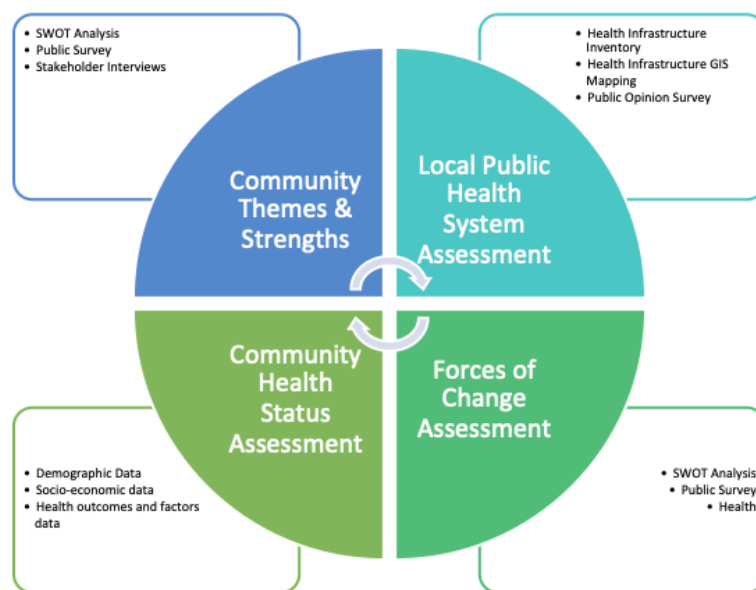 • SWOT Analysis
• Public Survey
• Stakeholder Interviews
• Health Infrastructure
Inventory
• Health Infrastructure GIS
Mapping
• Public Opinion Survey
Community
Themes &
Strengths
Local Public
Health
System
Assessment
Community
Health
Status
Assessment
Forces of
Change
Assessment
• Demographic Data
• Socio-economic data
• Health outcomes and factors
data
• SWOT Analysis
• Public Survey
• Health